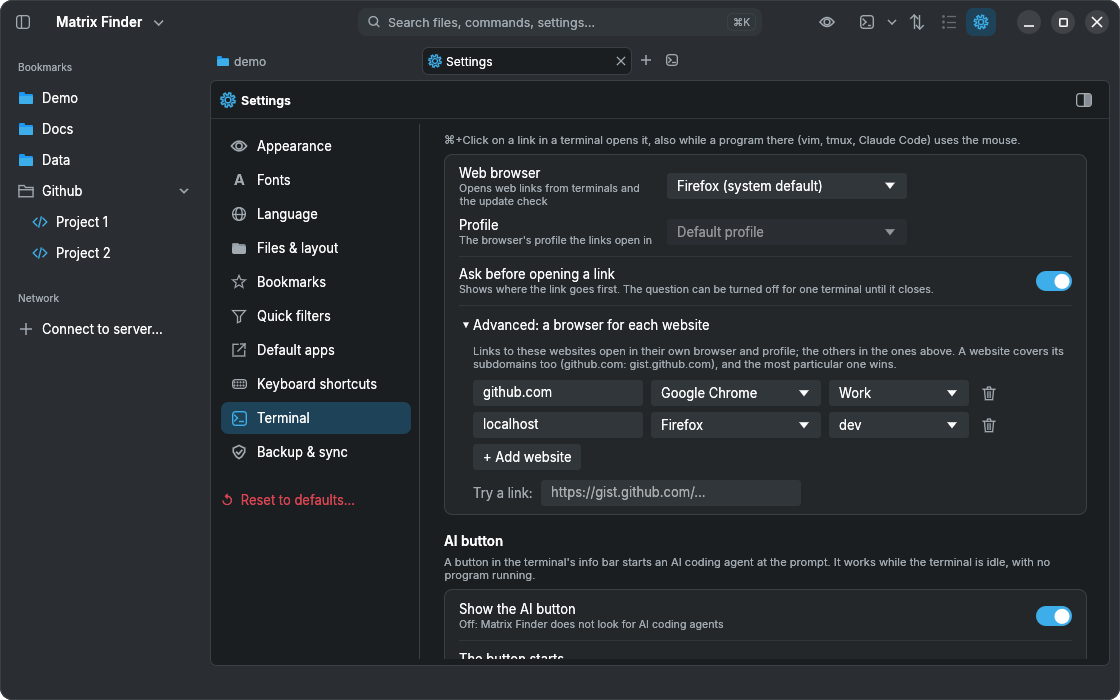 Matrix Finder
Search files, commands, settings...
⌘K
Bookmarks
Demo
Docs
Data
Github
Project 1
Project 2
Network
Connect to server...
demo
Settings
Settings
Appearance
Fonts
Language
Files & layout
Bookmarks
Quick filters
Default apps
Keyboard shortcuts
Terminal
Backup & sync
Reset to defaults...
⌘+Click on a link in a terminal opens it, also while a program there (vim, tmux, Claude Code) uses the mouse.
Web browser
Opens web links from terminals and
the update check
Firefox (system default)
Profile
The browser's profile the links open in
Default profile
Ask before opening a link
Shows where the link goes first. The question can be turned off for one terminal until it closes.
Advanced: a browser for each website
Links to these websites open in their own browser and profile; the others in the ones above. A website covers its
subdomains too (github.com: gist.github.com), and the most particular one wins.
github.com Google Chrome Work
localhost Firefox dev
+ Add website
Try a link: https://gist.github.com/...
AI button
A button in the terminal's info bar starts an AI coding agent at the prompt. It works while the terminal is idle, with no
program running.
Show the AI button
Off: Matrix Finder does not look for AI coding agents
The button starts